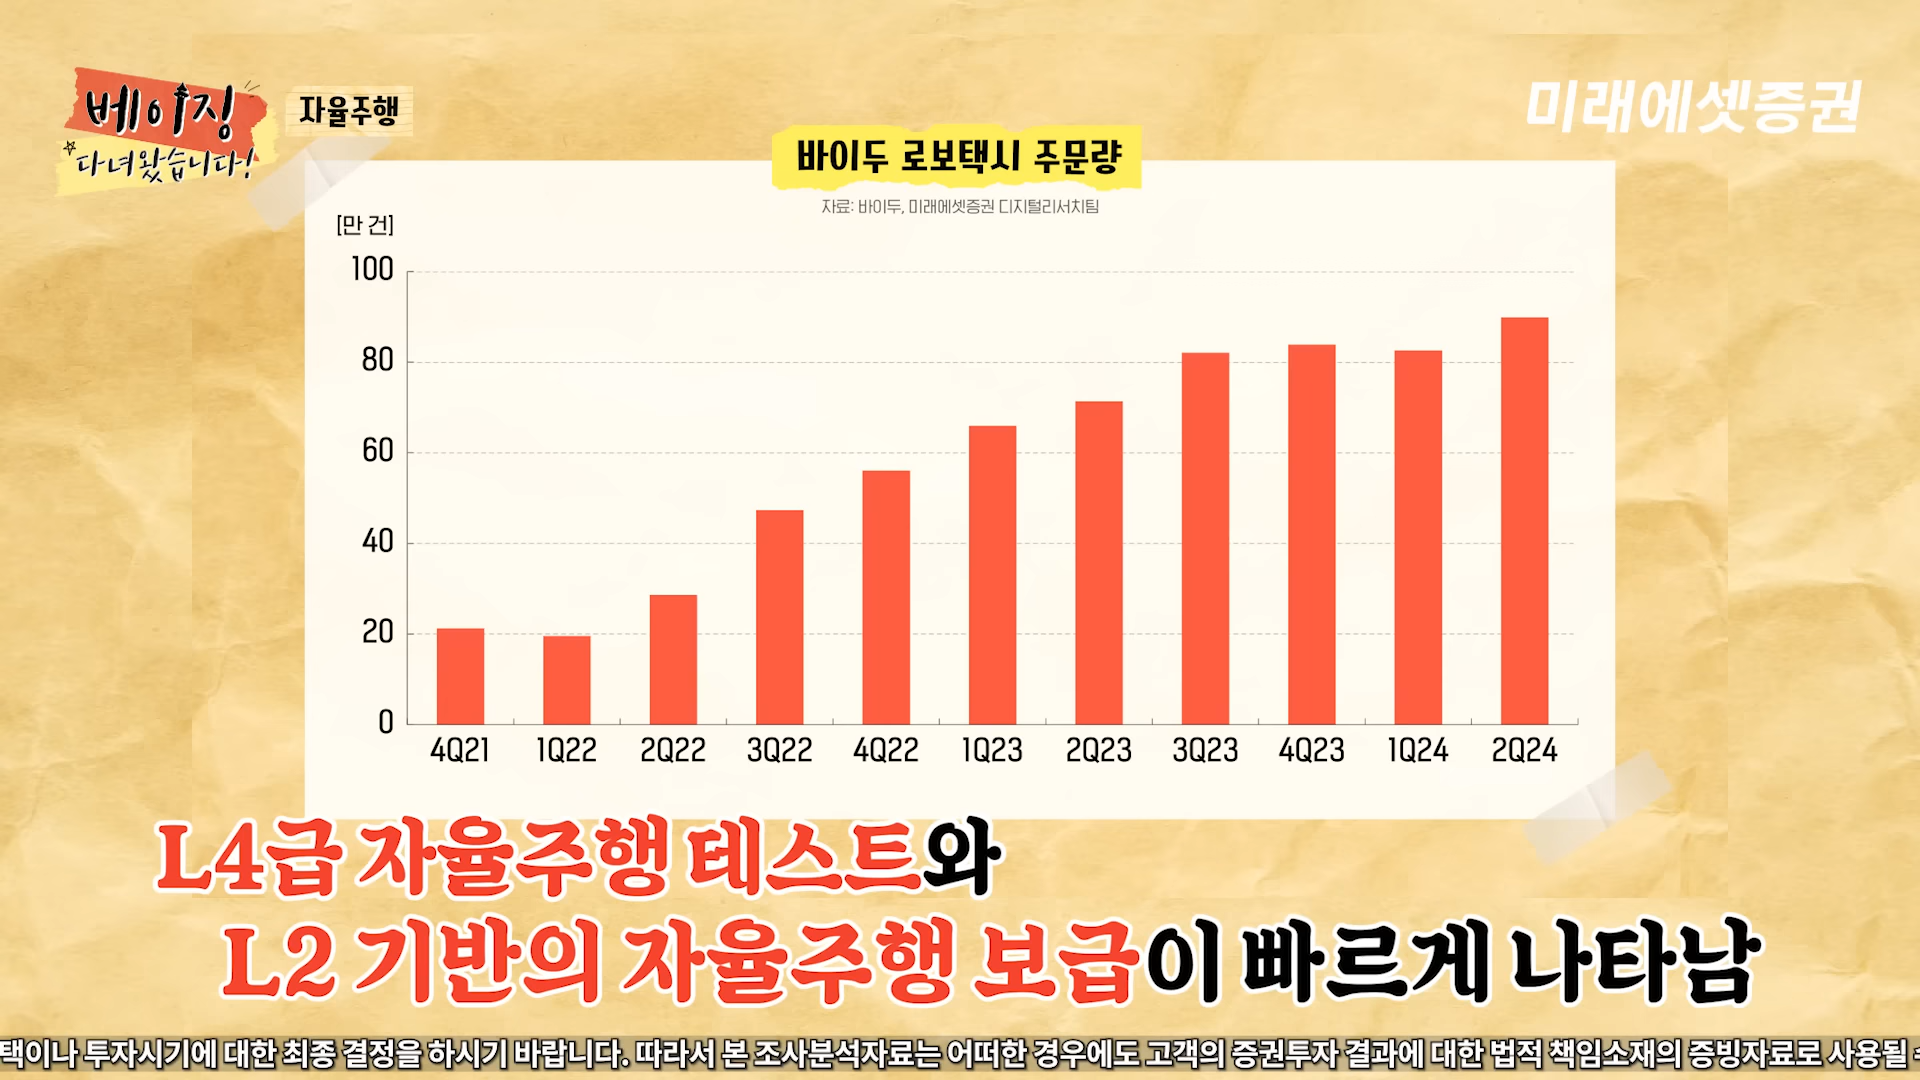 베이징
다녀왔습니다!
자율주행
미래에셋증권
바이두 로보택시 주문량
자료: 바이두, 미래에셋증권 디지털리서치팀
[만 건]
100
80
60
40
20
0
4Q21 1Q22 2Q22 3Q22 4Q22 1Q23 2Q23 3Q23 4Q23 1Q24 2Q24
L4급 자율주행 테스트와
L2 기반의 자율주행 보급이 빠르게 나타남
택이나 투자시기에 대한 최종 결정을 하시기 바랍니다. 따라서 본 조사분석자료는 어떠한 경우에도 고객의 증권투자 결과에 대한 법적 책임소재의 증빙자료로 사용될